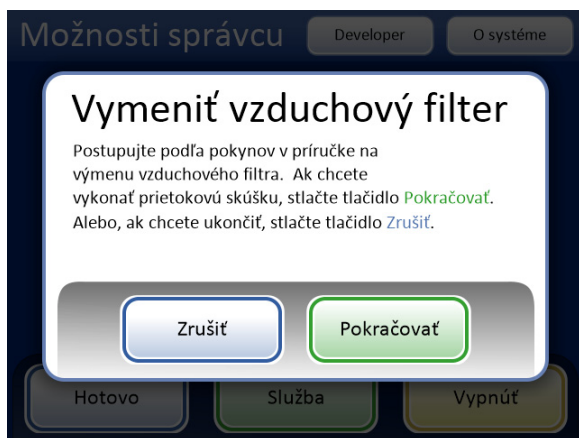 Možnosti správcu
Developer
O systéme
Vymeniť vzduchový filter
Postupujte podľa pokynov v príručke na
výmenu vzduchového filtra. Ak chcete
vykonať prietokovú skúšku, stlačte tlačidlo Pokračovať.
Alebo, ak chcete ukončiť, stlačte tlačidlo Zrušiť.
Zrušiť
Pokračovať
Hotovo
Služba
Vypnúť